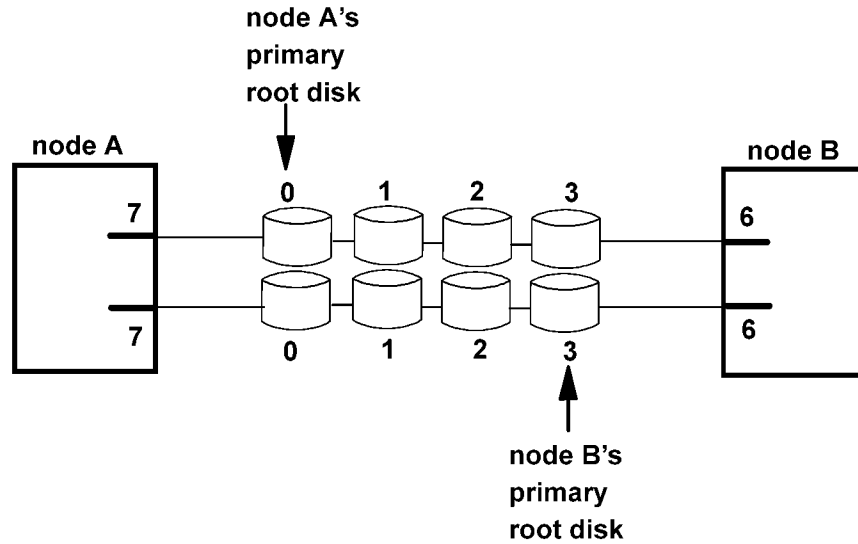 node A's
primary
root disk
node A
node B
0 1 2 3
7
6
7
6
0 1 2 3
node B's
primary
root disk